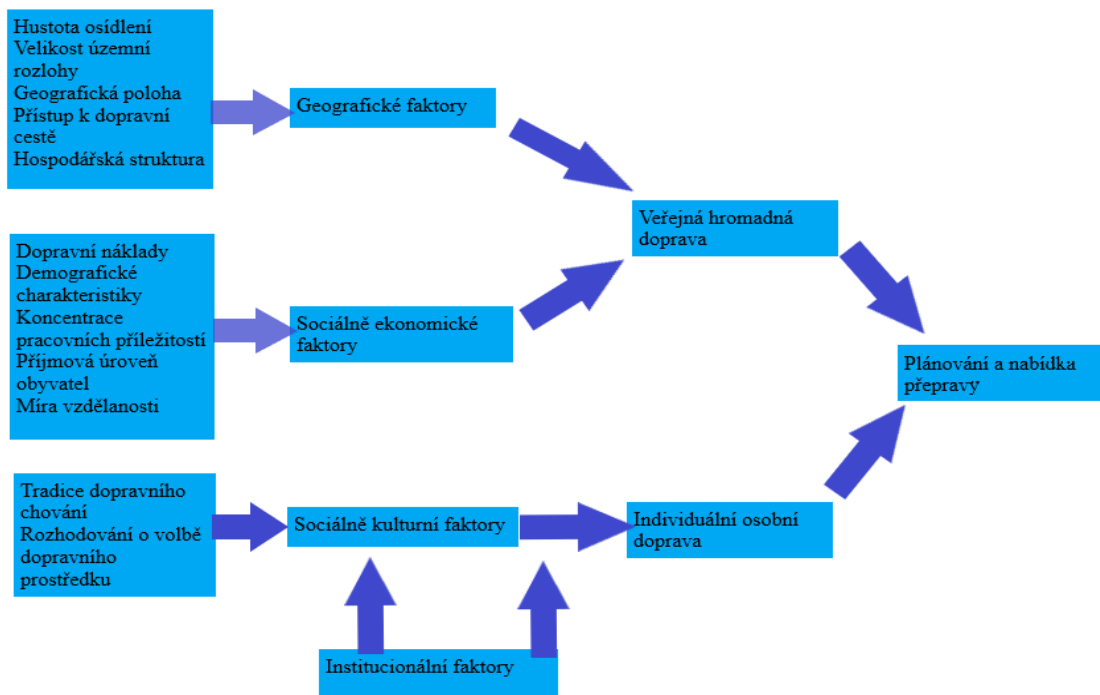 Hustota osídlení
Velikost územní
rozlohy
Geografická poloha
Přístup k dopravní
cestě
Hospodářská struktura
Geografické faktory
Veřejná hromadná
doprava
Dopravní náklady
Demografické
charakteristiky
Koncentrace
pracovních příležitostí
Příjmová úroveň
obyvatel
Míra vzdělanosti
Sociálně ekonomické
faktory
Plánování a nabídka
přepravy
Tradice dopravního
chování
Rozhodování o volbě
dopravního
prostředku
Sociálně kulturní faktory
Individuální osobní
doprava
Institucionální faktory